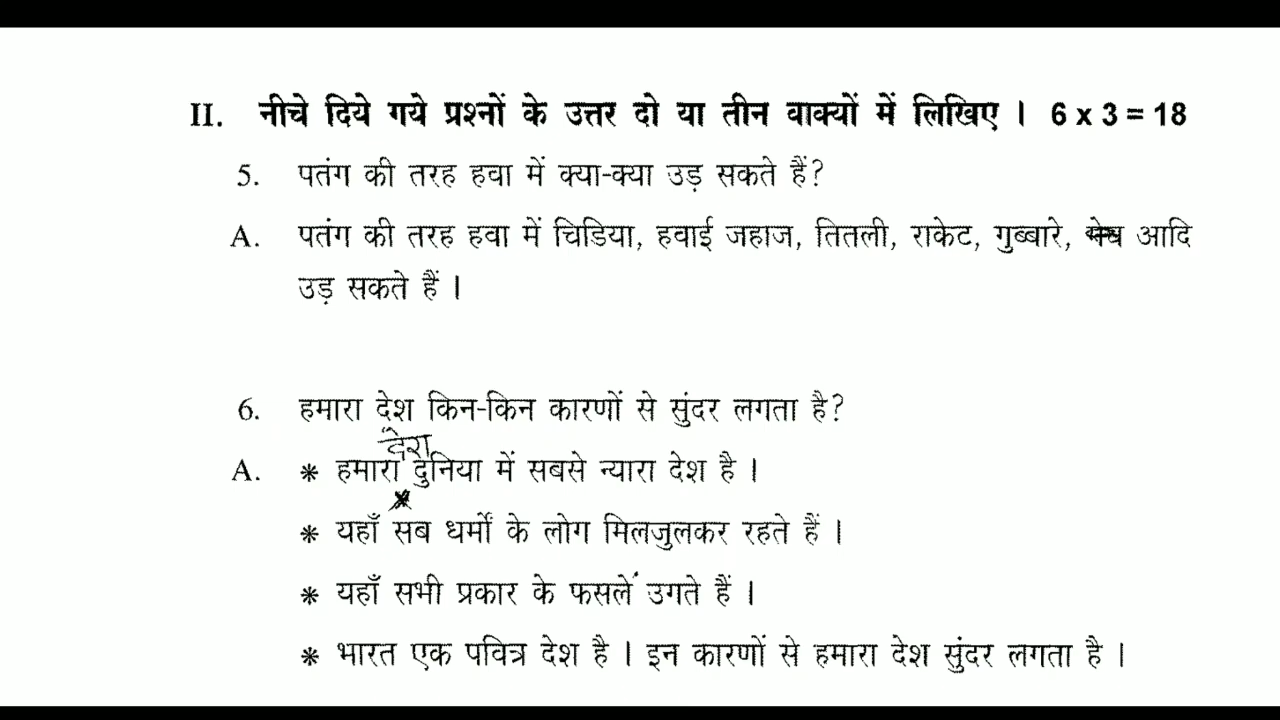 II. नीचे दिये गये प्रश्नों के उत्तर दो या तीन वाक्यों में लिखिए । 6 x 3 = 18
5. पतंग की तरह हवा में क्या-क्या उड़ सकते हैं?
A. पतंग की तरह हवा में चिडिया, हवाई जहाज, तितली, राकेट, गुब्बारे, आदि
उड़ सकते हैं ।
6. हमारा देश किन-किन कारणों से सुंदर लगता है?
देश
A. * हमारा दुनिया में सबसे न्यारा देश है ।
* यहाँ सब धर्मों के लोग मिलजुलकर रहते हैं ।
* यहाँ सभी प्रकार के फसलें उगते हैं ।
* भारत एक पवित्र देश है । इन कारणों से हमारा देश सुंदर लगता है ।